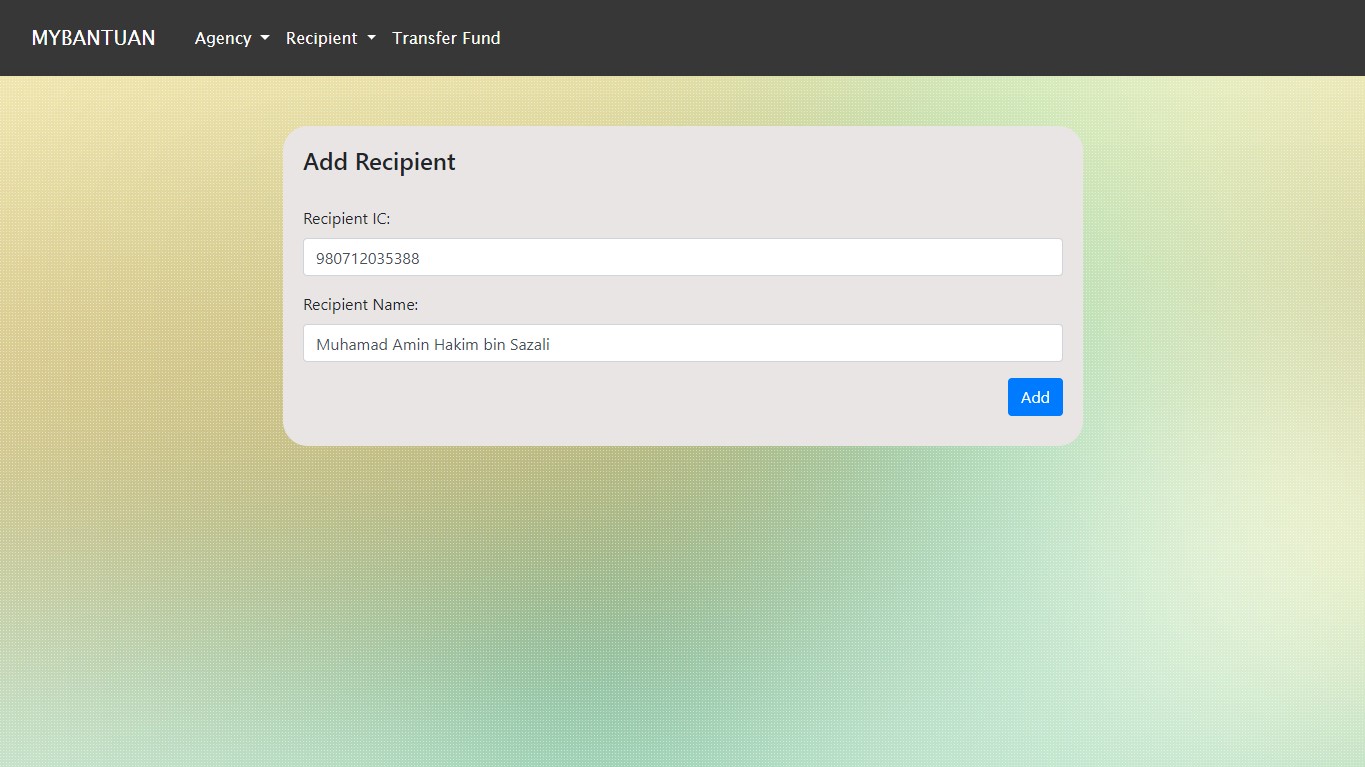 MYBANTUAN Agency Recipient Transfer Fund
Add Recipient
Recipient IC:
980712035388
Recipient Name:
Muhamad Amin Hakim bin Sazali
Add